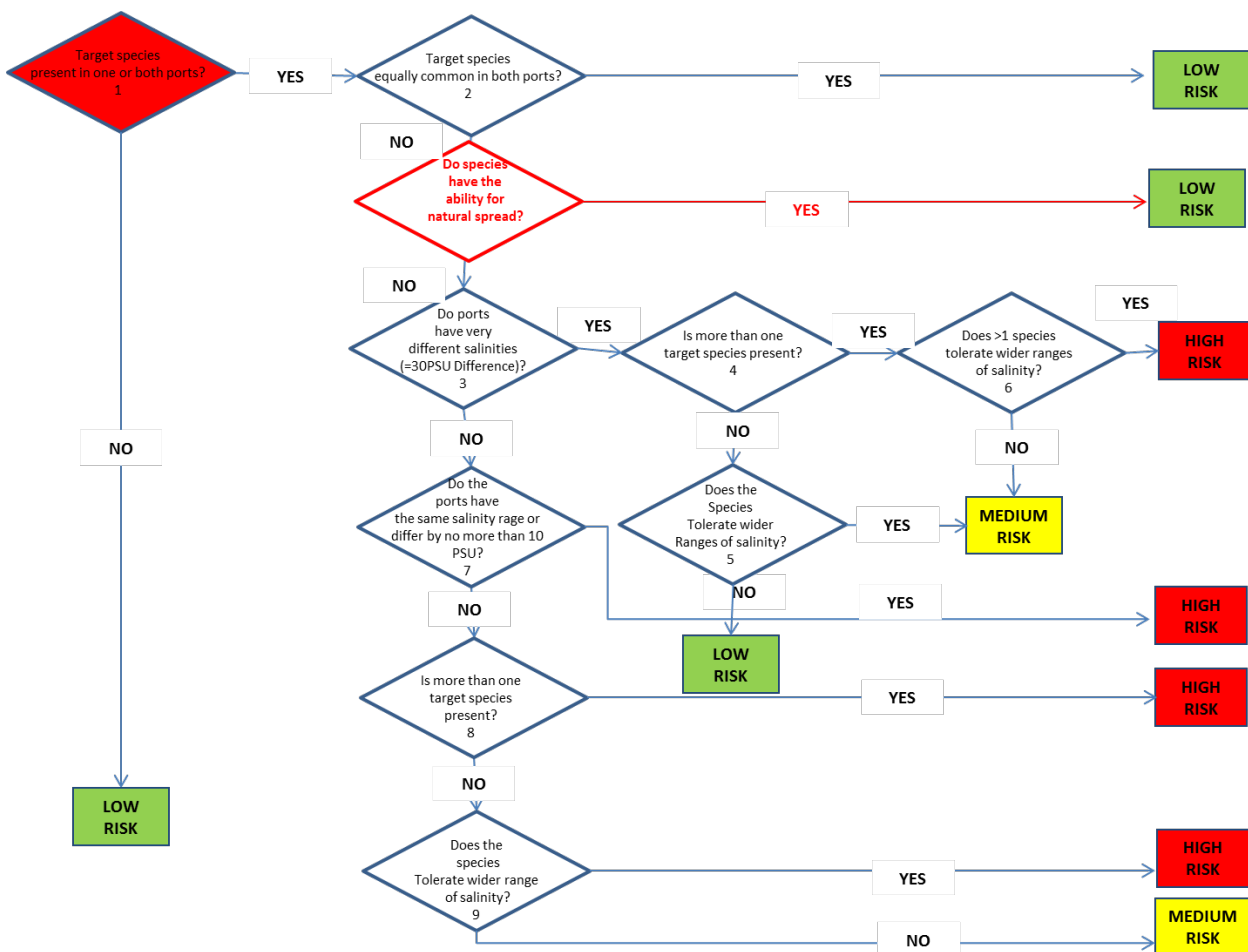 Target species
present in one or both ports?
1
YES
Target species
equally common in both ports?
2
YES
LOW
RISK
NO
Do species
have the
ability for
natural spread?
YES
LOW
RISK
NO
Do ports
have very
different salinities
(=30PSU Difference)?
3
YES
Is more than one
target species present?
4
YES
Does >1 species
tolerate wider ranges
of salinity?
6
YES
HIGH
RISK
NO
NO
NO
NO
Do the
ports have
the same salinity rage or
differ by no more than 10
PSU?
7
Does the
Species
Tolerate wider
Ranges of salinity?
5
YES
MEDIUM
RISK
NO
NO
YES
HIGH
RISK
LOW
RISK
Is more than one
target species
present?
8
YES
HIGH
RISK
NO
LOW
RISK
Does the
species
Tolerate wider range
of salinity?
9
YES
HIGH
RISK
NO
MEDIUM
RISK